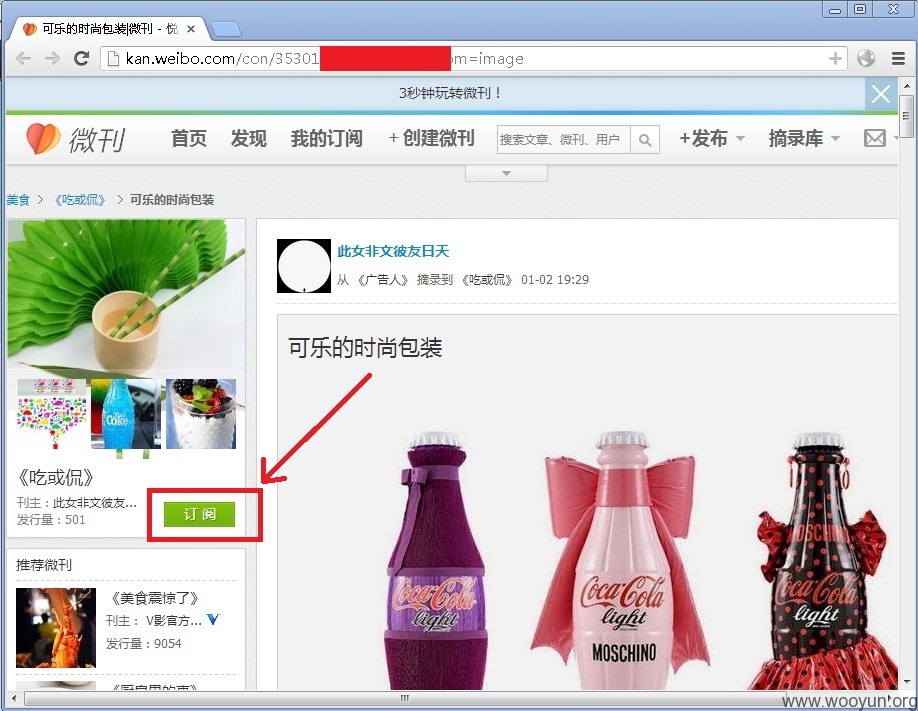 可乐的时尚包装|微刊 - 悦
kan.weibo.com/con/35301
om=image
3秒钟玩转微刊！
微刊
首页 发现 我的订阅 +创建微刊 搜索文章、微刊、用户 +发布 摘录库
美食 > 《吃或侃》 > 可乐的时尚包装
此女非文彼友日天
从 《广告人》 摘录到 《吃或侃》 01-02 19:29
可乐的时尚包装
Coke
《吃或侃》
刊主：此女非文彼友...
发行量：501
订 阅
推荐微刊
《美食震惊了》
刊主： V影官方...
发行量：9054
《厨房里的事》
Coca-Cola
light
Coca-Cola
light
MOSCHINO
MOSCHINO
Coca-Cola
light
www.wooyun.org